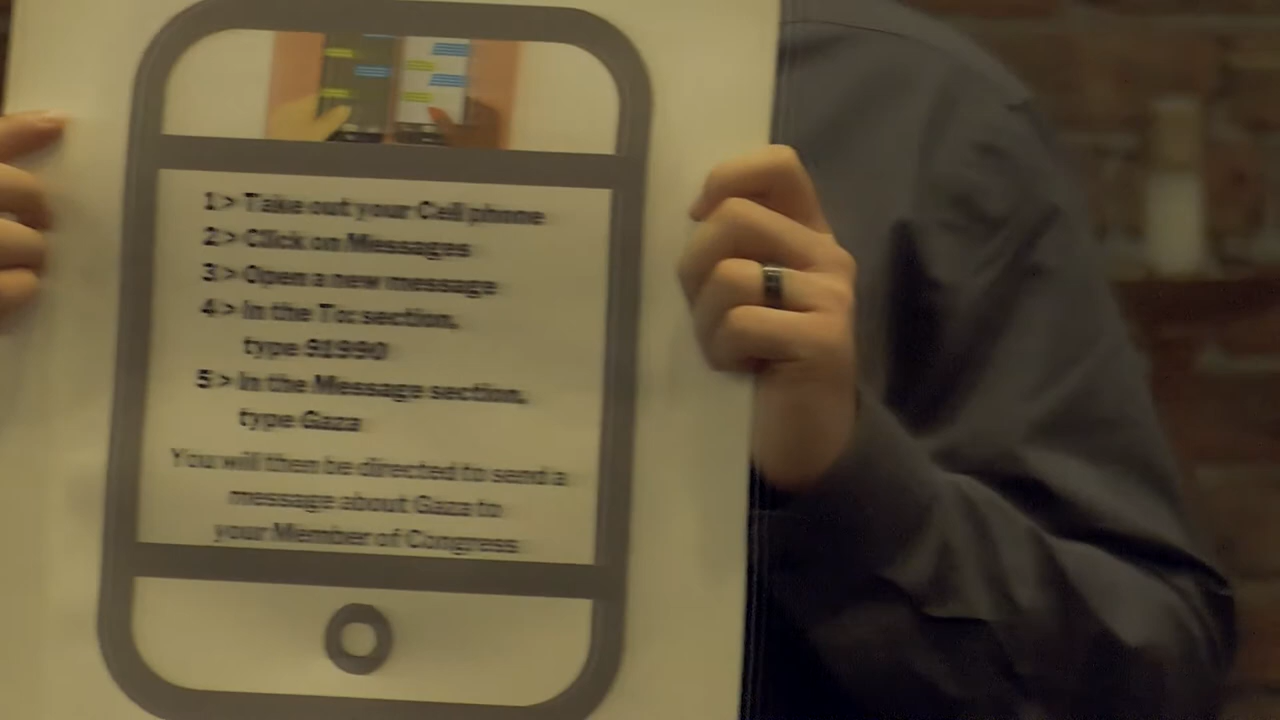 1> Take out your Cell phone
2> Click on Messages
3> Open a new message
4> In the To: section,
type 91990
5> In the Message section,
type Gaza
You will then be directed to send a
message about Gaza to
your Member of Congress